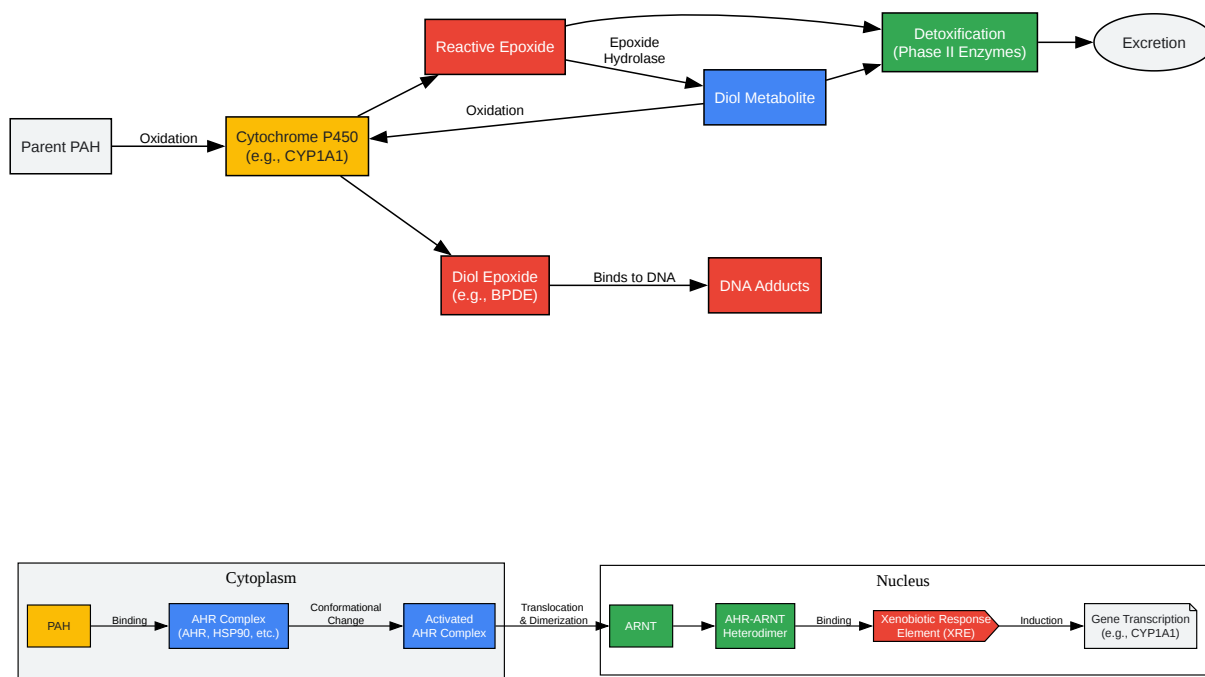 Reactive Epoxide
Epoxide
Hydrolase
Detoxification
(Phase II Enzymes)
Excretion
Diol Metabolite
Oxidation
Parent PAH
Oxidation
Cytochrome P450
(e.g., CYP1A1)
Diol Epoxide
(e.g., BPDE)
Binds to DNA
DNA Adducts
Cytoplasm
PAH
Binding
AHR Complex
(AHR, HSP90, etc.)
Conformational
Change
Activated
AHR Complex
Translocation
& Dimerization
Nucleus
ARNT
AHR-ARNT
Heterodimer
Binding
Xenobiotic Response
Element (XRE)
Induction
Gene Transcription
(e.g., CYP1A1)